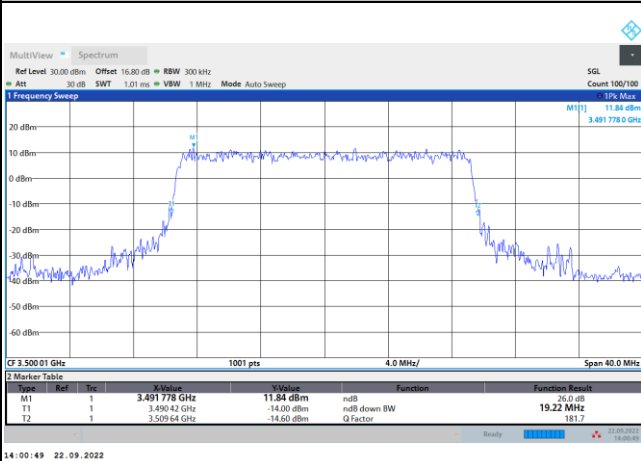 MultiView Spectrum
Ref Level 30.00 dBm Offset 16.80 dB RBW 300 kHz SGL
Att 30 dB SWT 1.01 ms VBW 1 MHz Mode Auto Sweep Count 100/100
1 Frequency Sweep 1Pk Max
M1[1] 11.84 dBm
3.491 778 0 GHz
20 dBm
M1
10 dBm
0 dBm
-10 dBm
-20 dBm
-30 dBm
-40 dBm
-50 dBm
-60 dBm
CF 3.500 01 GHz 1001 pts 4.0 MHz/ Span 40.0 MHz
2 Marker Table
Type Ref Trc X-Value Y-Value Function Function Result
M1 1 3.491 778 GHz 11.84 dBm ndB 26.0 dB
T1 1 3.490 42 GHz -14.00 dBm ndB down BW 19.22 MHz
T2 1 3.509 64 GHz -14.60 dBm Q Factor 181.7
Ready 22.09.2022
14:00:49
14:00:49 22.09.2022